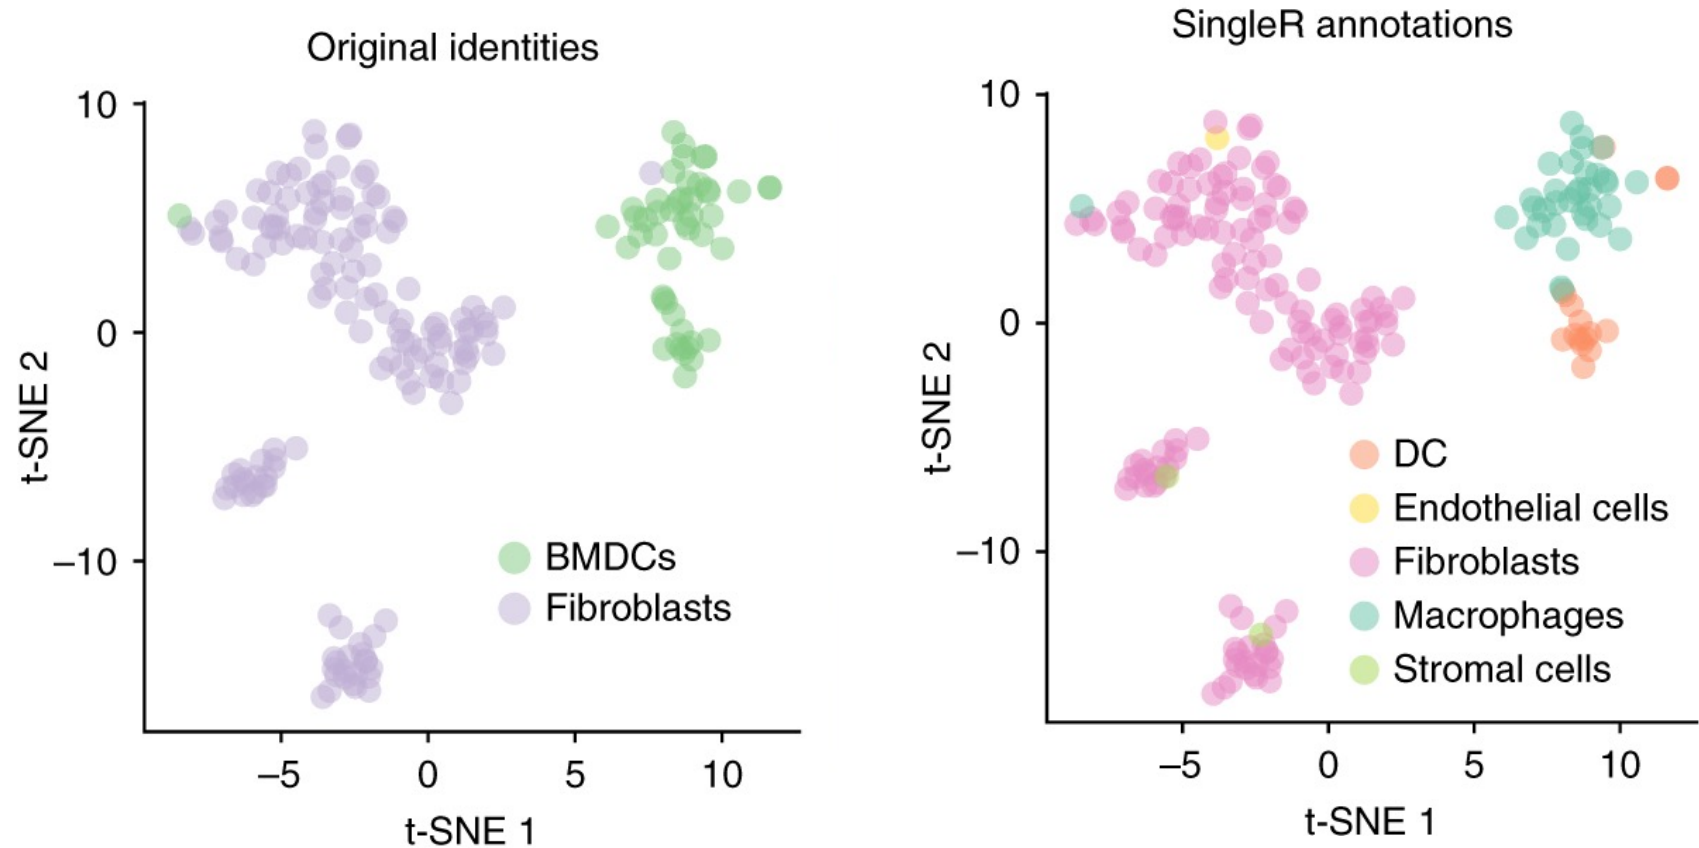 Original identities
10
0
−10
t-SNE 2
−5
0
5
10
t-SNE 1
BMDCs
Fibroblasts
SingleR annotations
10
0
−10
t-SNE 2
−5
0
5
10
t-SNE 1
DC
Endothelial cells
Fibroblasts
Macrophages
Stromal cells